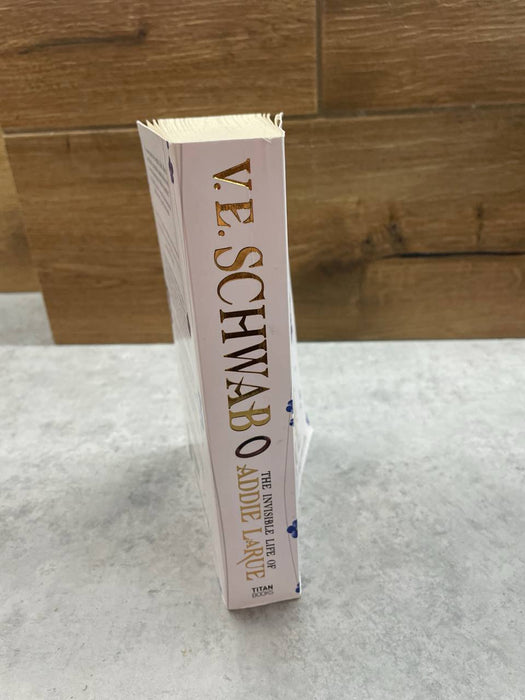 V.E. SCHWAB
THE INVISIBLE LIFE OF
ADDIE LARUE
TITAN
BOOKS